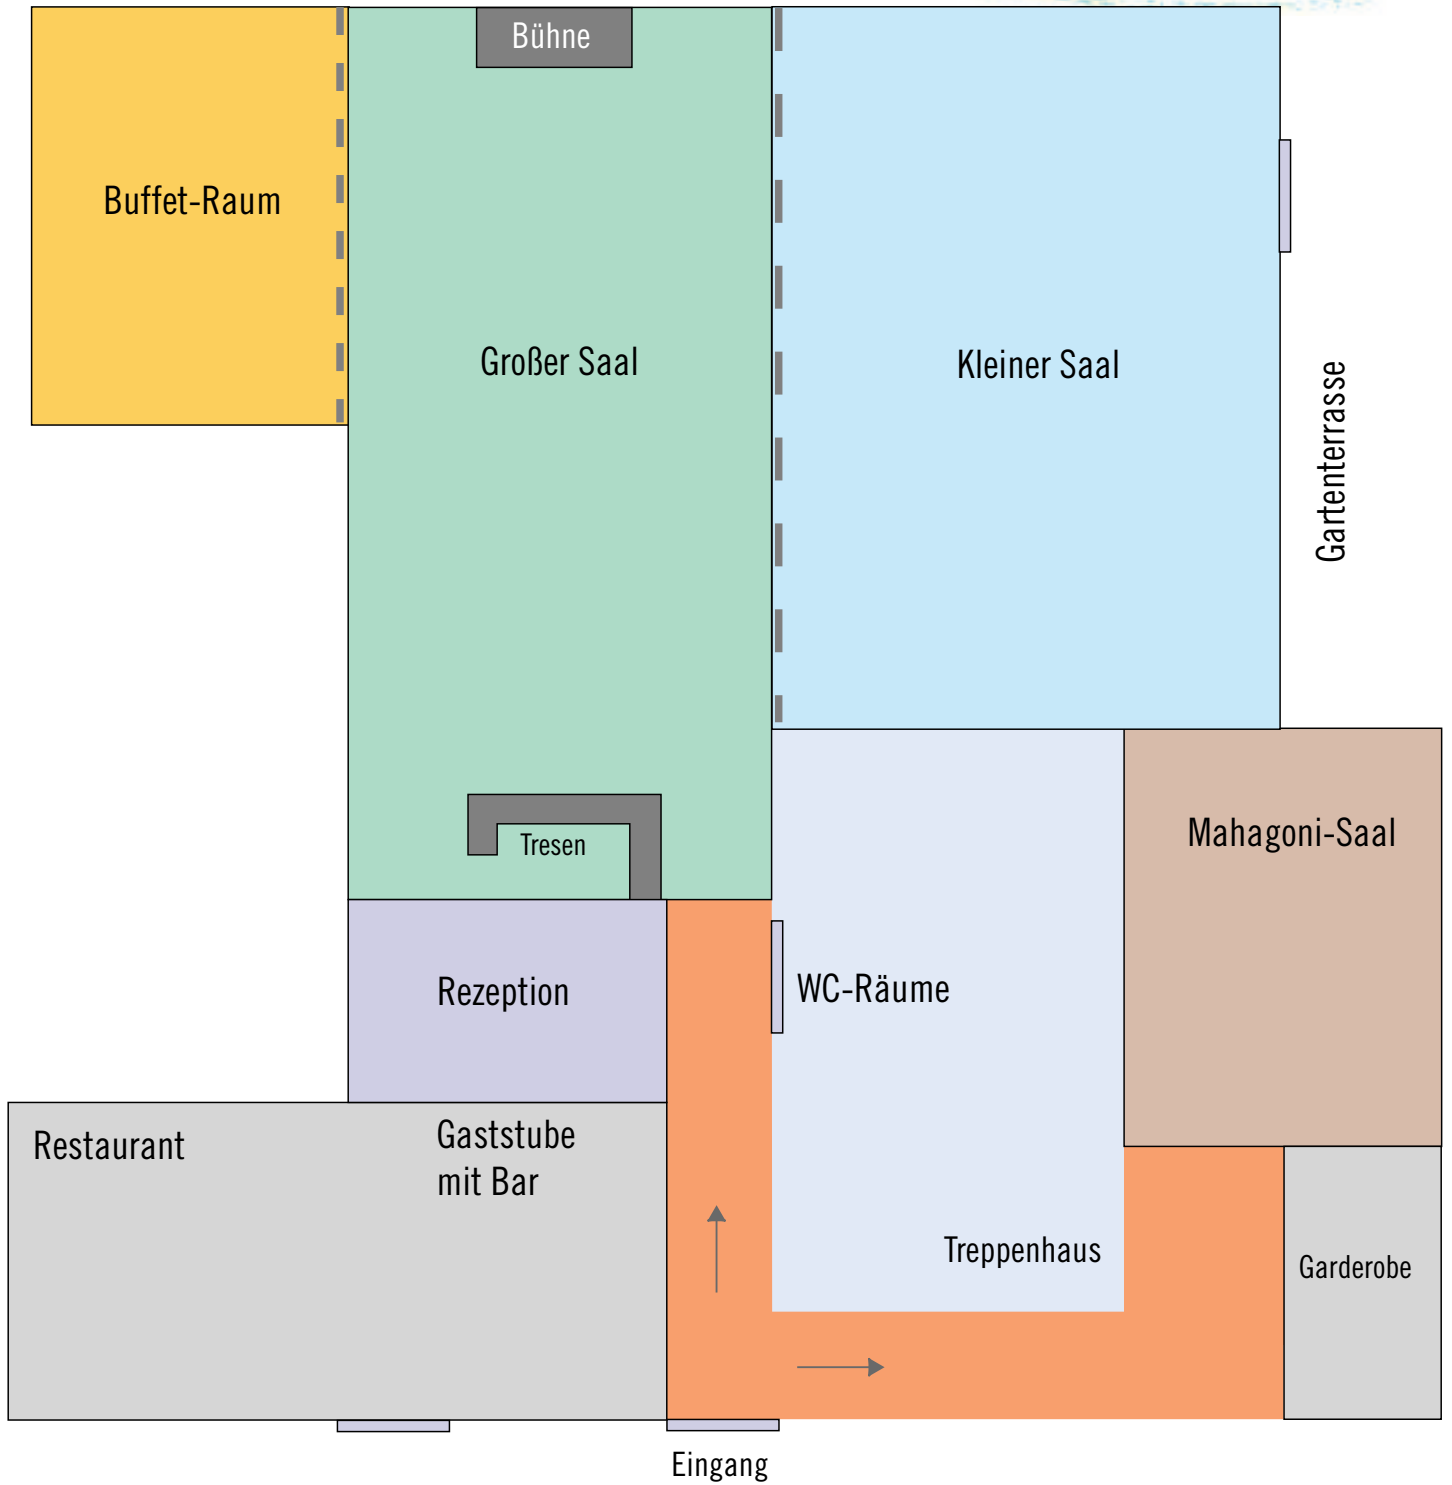 Bühne
Buffet-Raum
Großer Saal
Kleiner Saal
Gartenterrasse
Tresen
Mahagoni-Saal
Rezeption
WC-Räume
Restaurant
Gaststube
mit Bar
Treppenhaus
Garderobe
Eingang